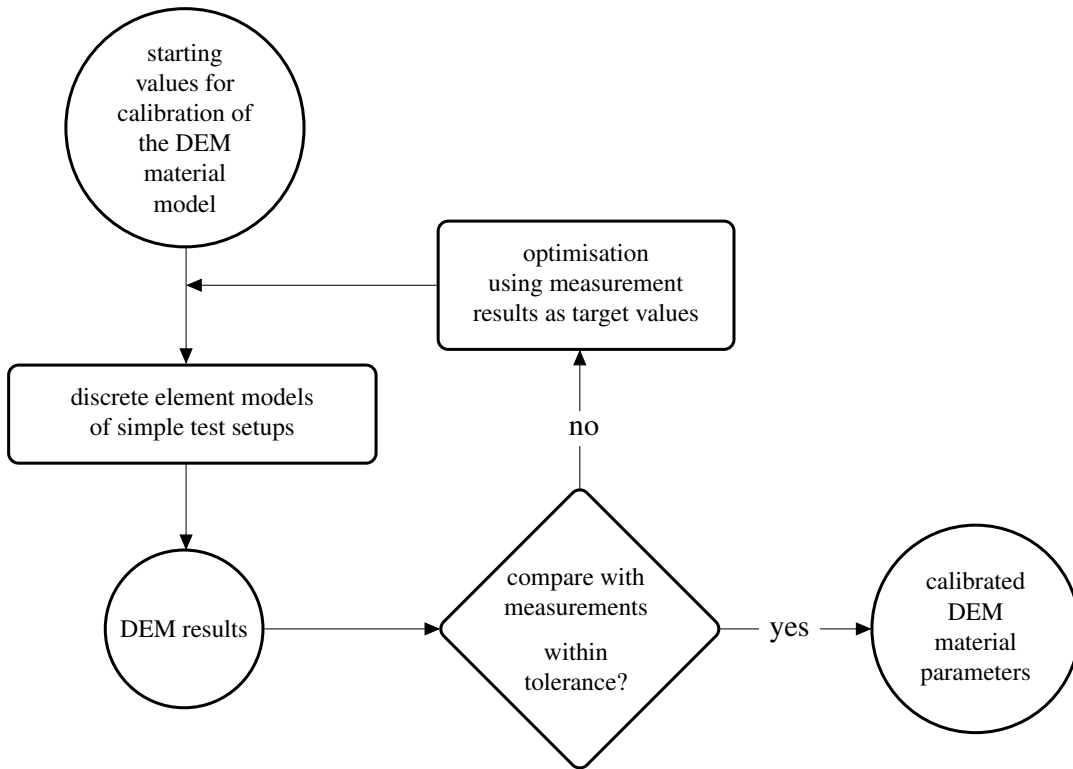 starting
values for
calibration of
the DEM
material
model
optimisation
using measurement
results as target values
discrete element models
of simple test setups
no
DEM results
compare with
measurements
within
tolerance?
yes
calibrated
DEM
material
parameters